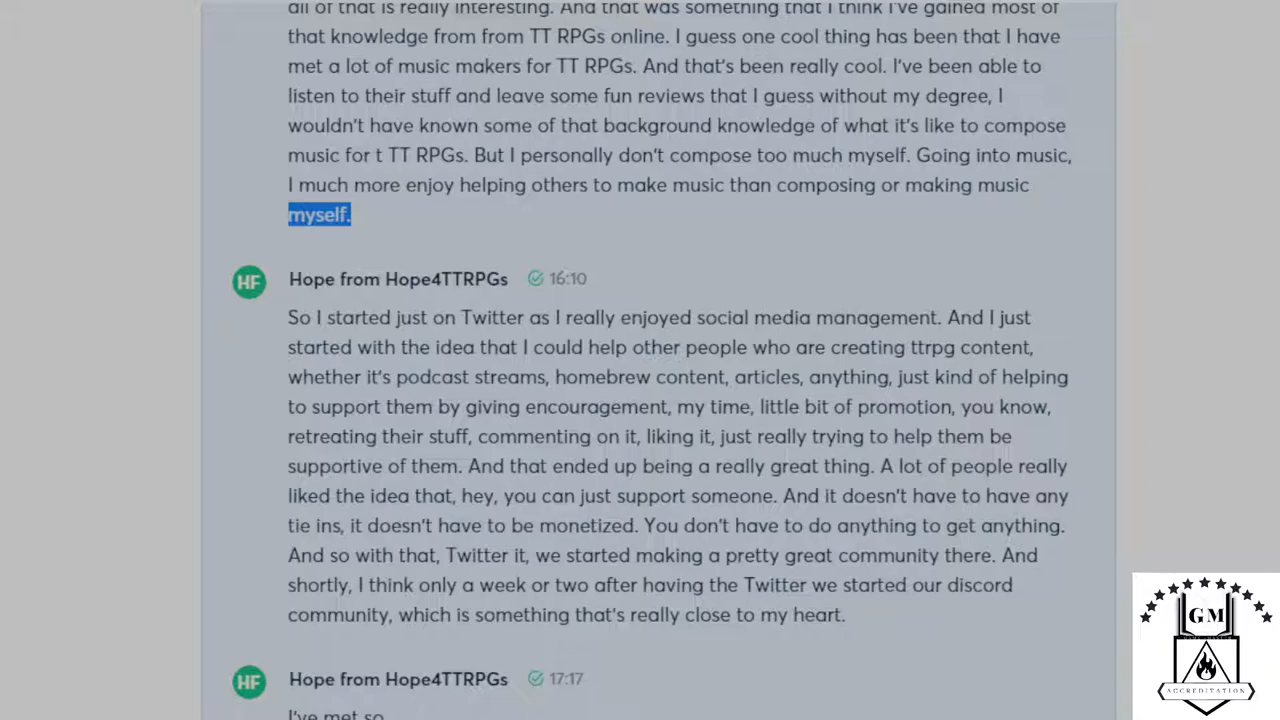 all of that is really interesting. And that was something that I think I've gained most of
that knowledge from from TT RPGs online. I guess one cool thing has been that I have
met a lot of music makers for TT RPGs. And that's been really cool. I've been able to
listen to their stuff and leave some fun reviews that I guess without my degree, I
wouldn't have known some of that background knowledge of what it's like to compose
music for t TT RPGs. But I personally don't compose too much myself. Going into music,
I much more enjoy helping others to make music than composing or making music
myself.
HF
Hope from Hope4TTRPGs
16:10
So I started just on Twitter as I really enjoyed social media management. And I just
started with the idea that I could help other people who are creating ttrpg content,
whether it's podcast streams, homebrew content, articles, anything, just kind of helping
to support them by giving encouragement, my time, little bit of promotion, you know,
retreating their stuff, commenting on it, liking it, just really trying to help them be
supportive of them. And that ended up being a really great thing. A lot of people really
liked the idea that, hey, you can just support someone. And it doesn't have to have any
tie ins, it doesn't have to be monetized. You don't have to do anything to get anything.
And so with that, Twitter it, we started making a pretty great community there. And
shortly, I think only a week or two after having the Twitter we started our discord
community, which is something that's really close to my heart.
HF
Hope from Hope4TTRPGs
17:17
I've met so
GM
ACCREDITATION